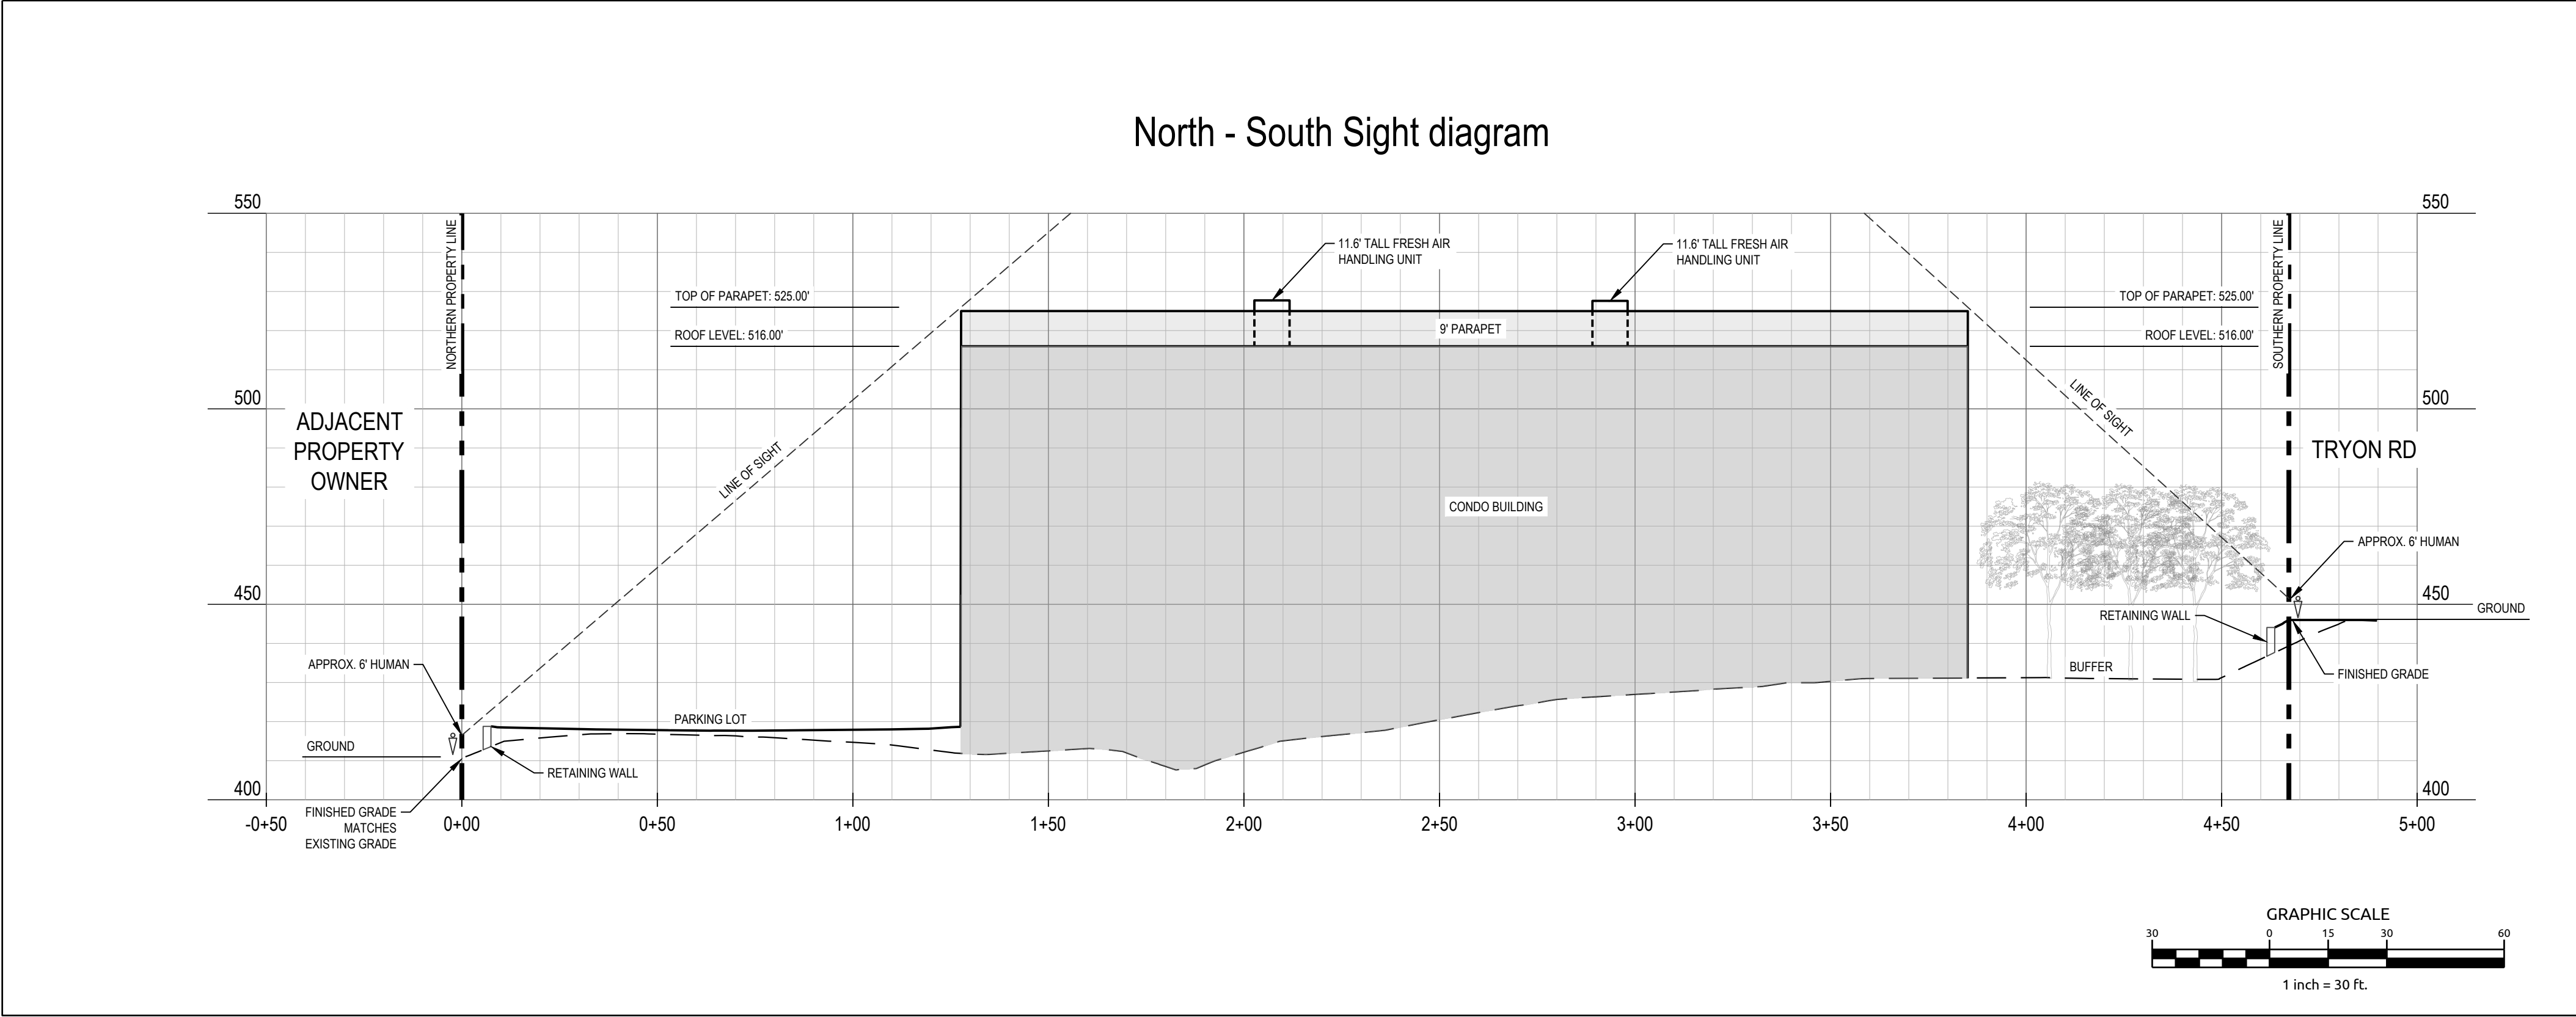 North - South Sight diagram
550
550
NORTHERN PROPERTY LINE
SOUTHERN PROPERTY LINE
11.6' TALL FRESH AIR
HANDLING UNIT
11.6' TALL FRESH AIR
HANDLING UNIT
TOP OF PARAPET: 525.00'
TOP OF PARAPET: 525.00'
9' PARAPET
ROOF LEVEL: 516.00'
ROOF LEVEL: 516.00'
500
500
ADJACENT
PROPERTY
OWNER
LINE OF SIGHT
LINE OF SIGHT
TRYON RD
CONDO BUILDING
APPROX. 6' HUMAN
450
450
GROUND
RETAINING WALL
APPROX. 6' HUMAN
BUFFER
FINISHED GRADE
PARKING LOT
GROUND
RETAINING WALL
400
400
FINISHED GRADE
MATCHES
EXISTING GRADE
-0+50
0+00
0+50
1+00
1+50
2+00
2+50
3+00
3+50
4+00
4+50
5+00
GRAPHIC SCALE
30 0 15 30 60
1 inch = 30 ft.